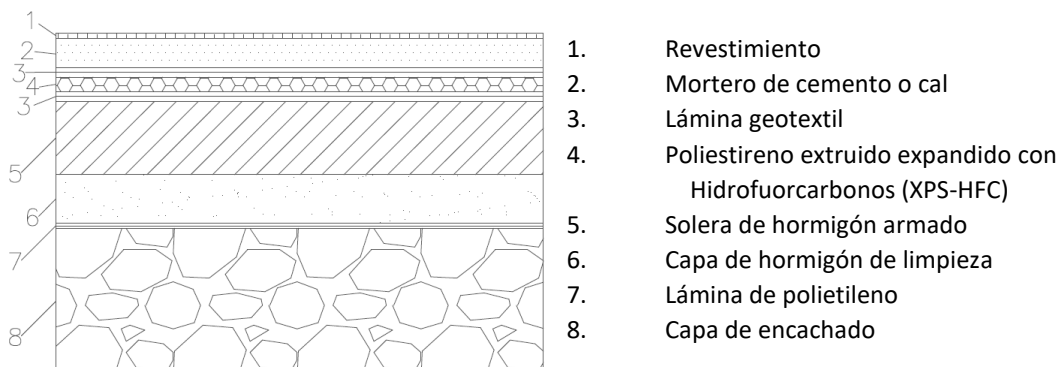 1
2
3
4
3
5
6
7
8
1. Revestimiento
2. Mortero de cemento o cal
3. Lámina geotextil
4. Poliestireno extruido expandido con
Hidrofuorcarbonos (XPS-HFC)
5. Solera de hormigón armado
6. Capa de hormigón de limpieza
7. Lámina de polietileno
8. Capa de encachado